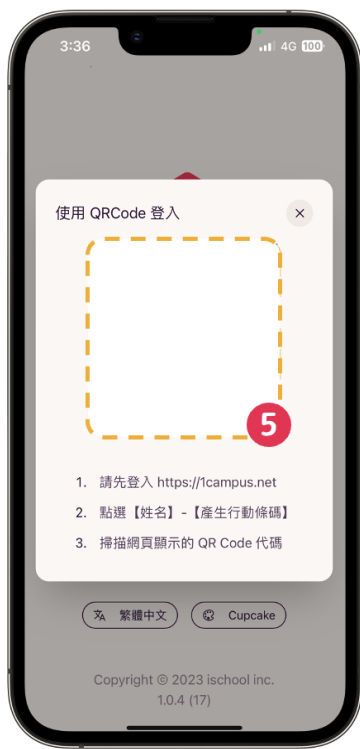 3:36
4G 100
使用 QRCode 登入
5
1. 請先登入 https://1campus.net
2. 點選【姓名】-【產生行動條碼】
3. 掃描網頁顯示的 QR Code 代碼
繁體中文
Cupcake
Copyright © 2023 ischool inc.
1.0.4 (17)